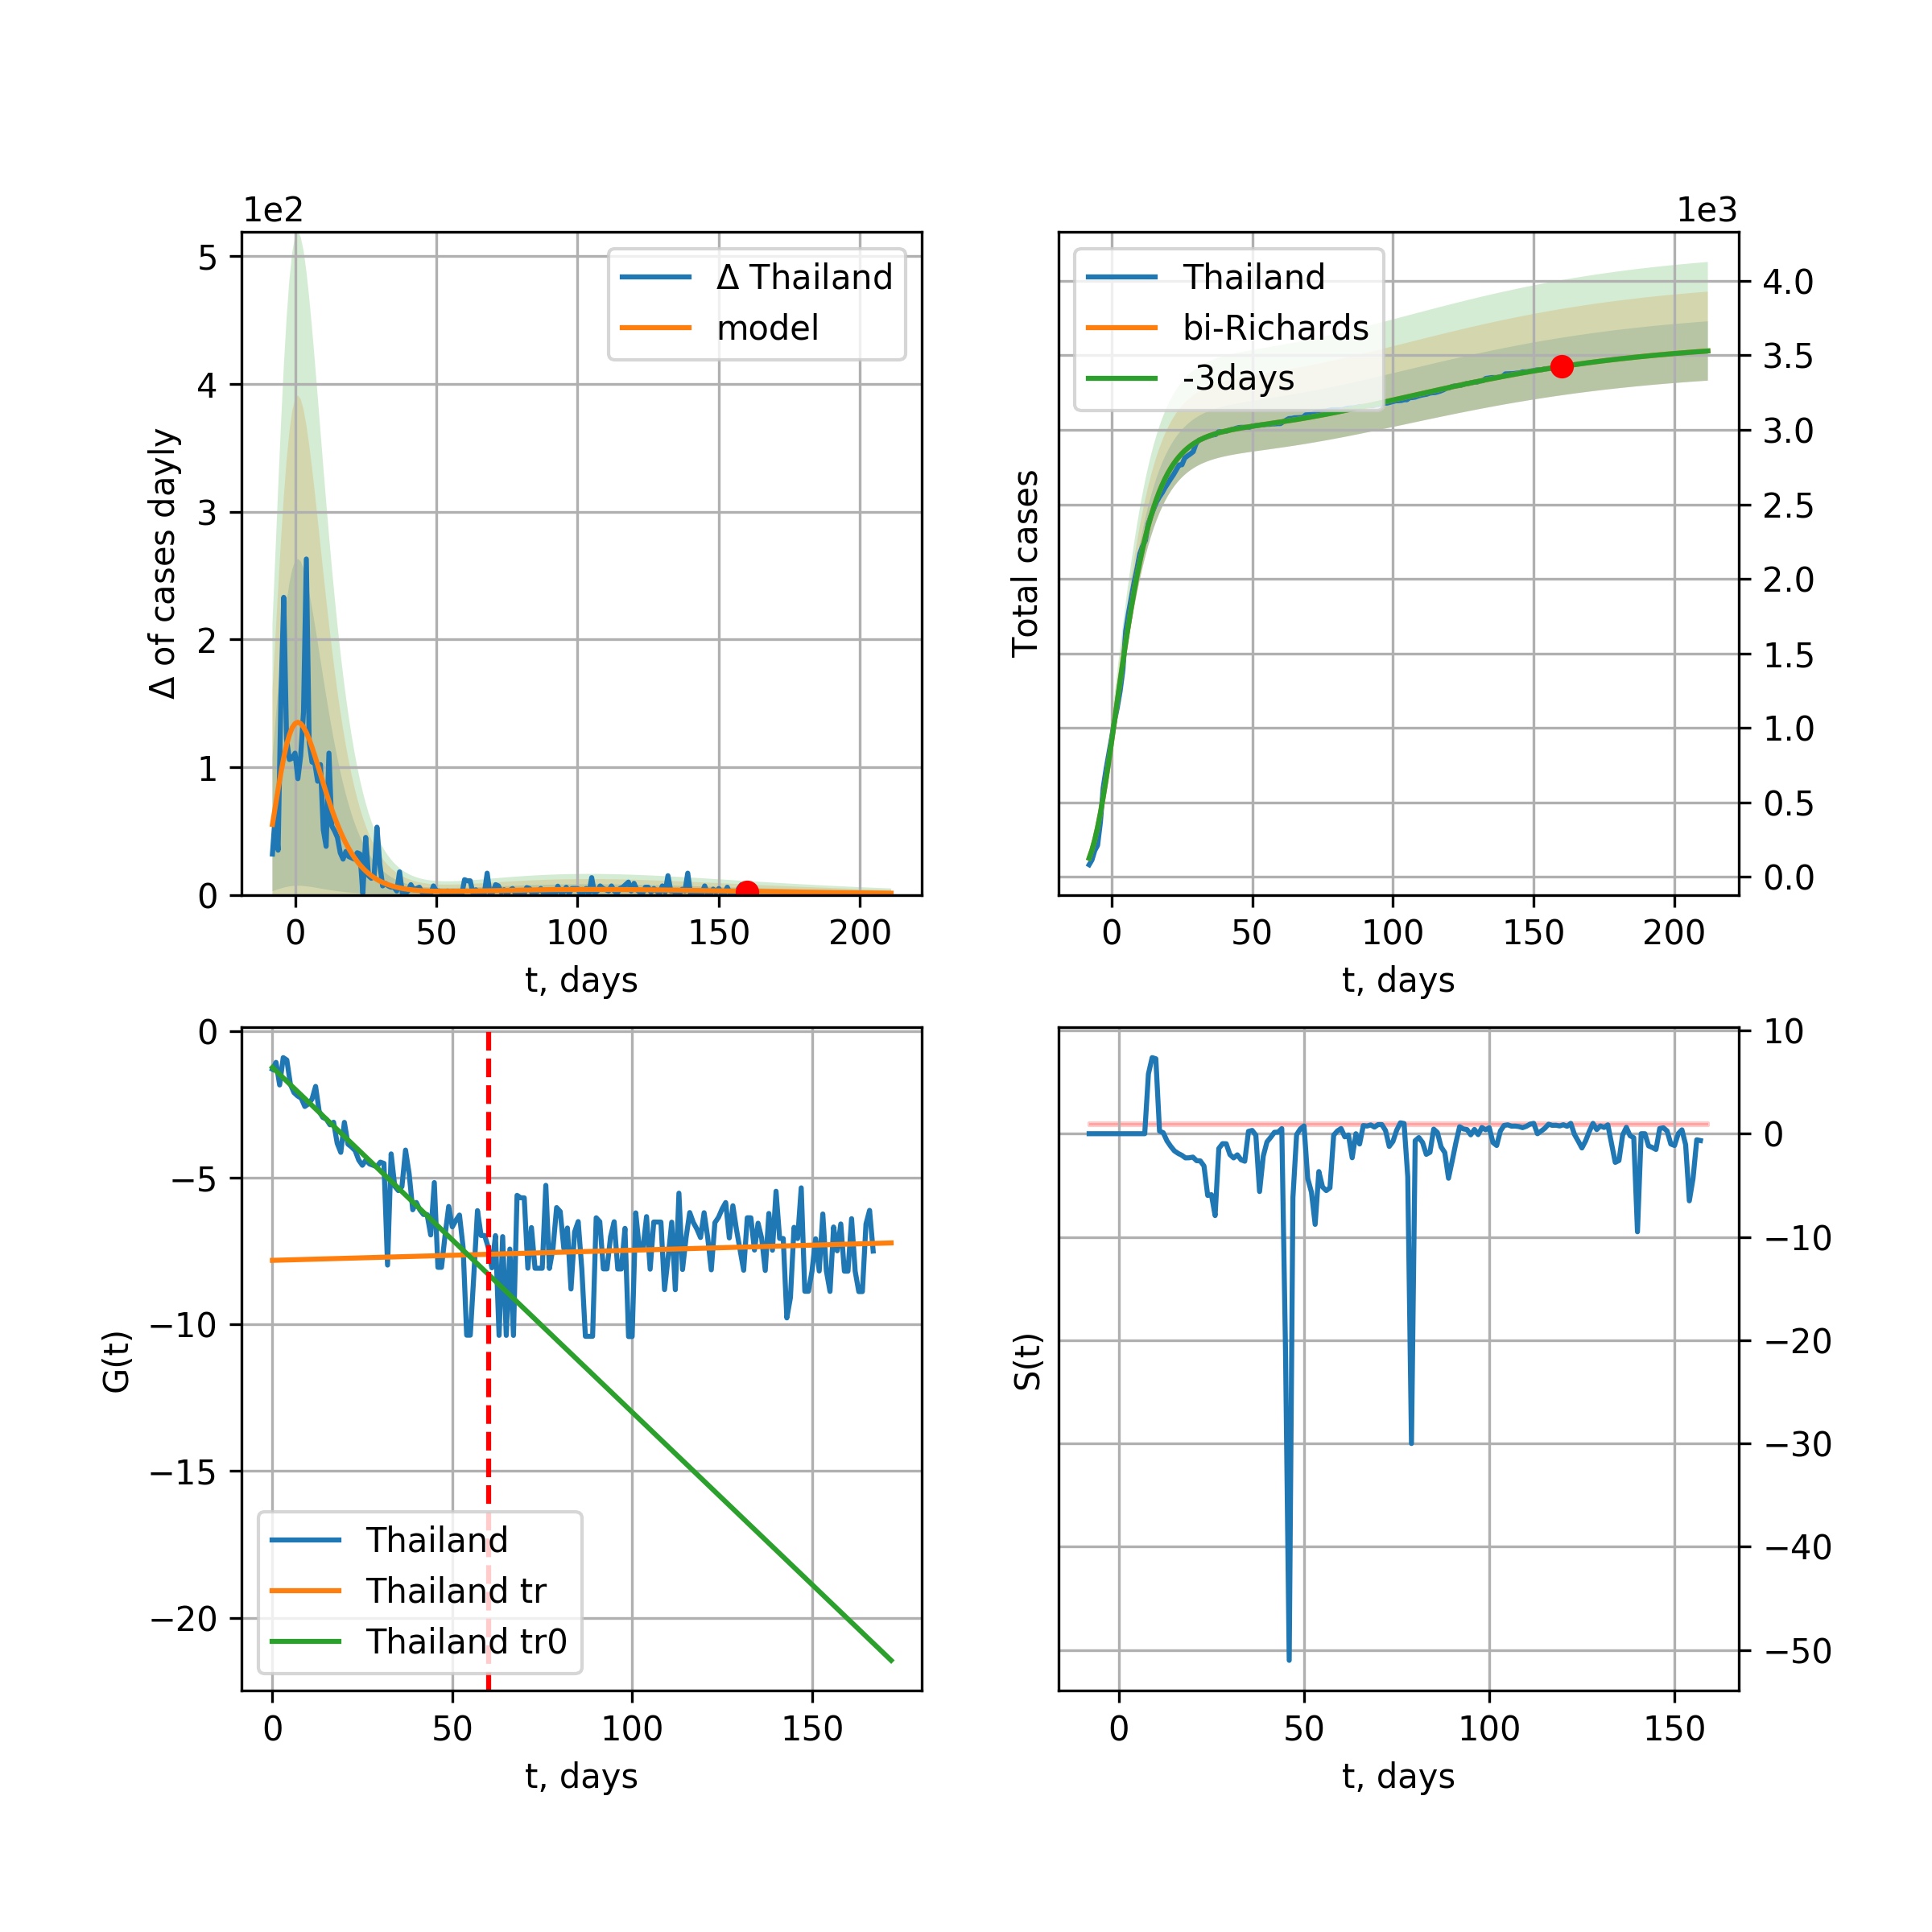 1e2
5
4
3
2
1
0
Δ of cases dayly
Δ Thailand
model
0 50 100 150 200
t, days
1e3
4.0
3.5
3.0
2.5
2.0
1.5
1.0
0.5
0.0
Total cases
Thailand
bi-Richards
-3days
0 50 100 150 200
t, days
0
−5
−10
−15
−20
G(t)
Thailand
Thailand tr
Thailand tr0
0 50 100 150
t, days
10
0
−10
−20
−30
−40
−50
S(t)
0 50 100 150
t, days